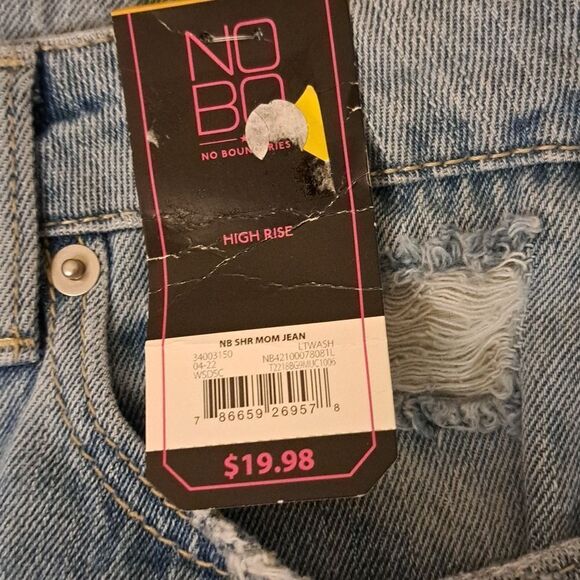 NO
BO
NO BOUNDARIES
HIGH RISE
NB SHR MOM JEAN
34003150 LTWASH
04-22 NB42100078081L
WSDSC T2218BG9MUC1006
7 86659 26957 8
$19.98